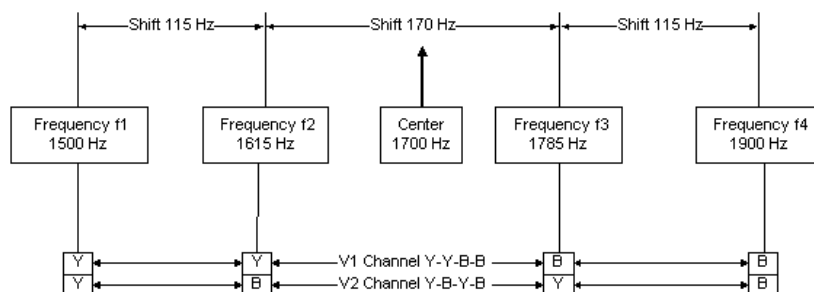 Shift 115 Hz Shift 170 Hz Shift 115 Hz
Frequency f1 Frequency f2 Center Frequency f3 Frequency f4
1500 Hz 1615 Hz 1700 Hz 1785 Hz 1900 Hz
Y Y V1 Channel Y-Y-B-B B B
Y B V2 Channel Y-B-Y-B Y B